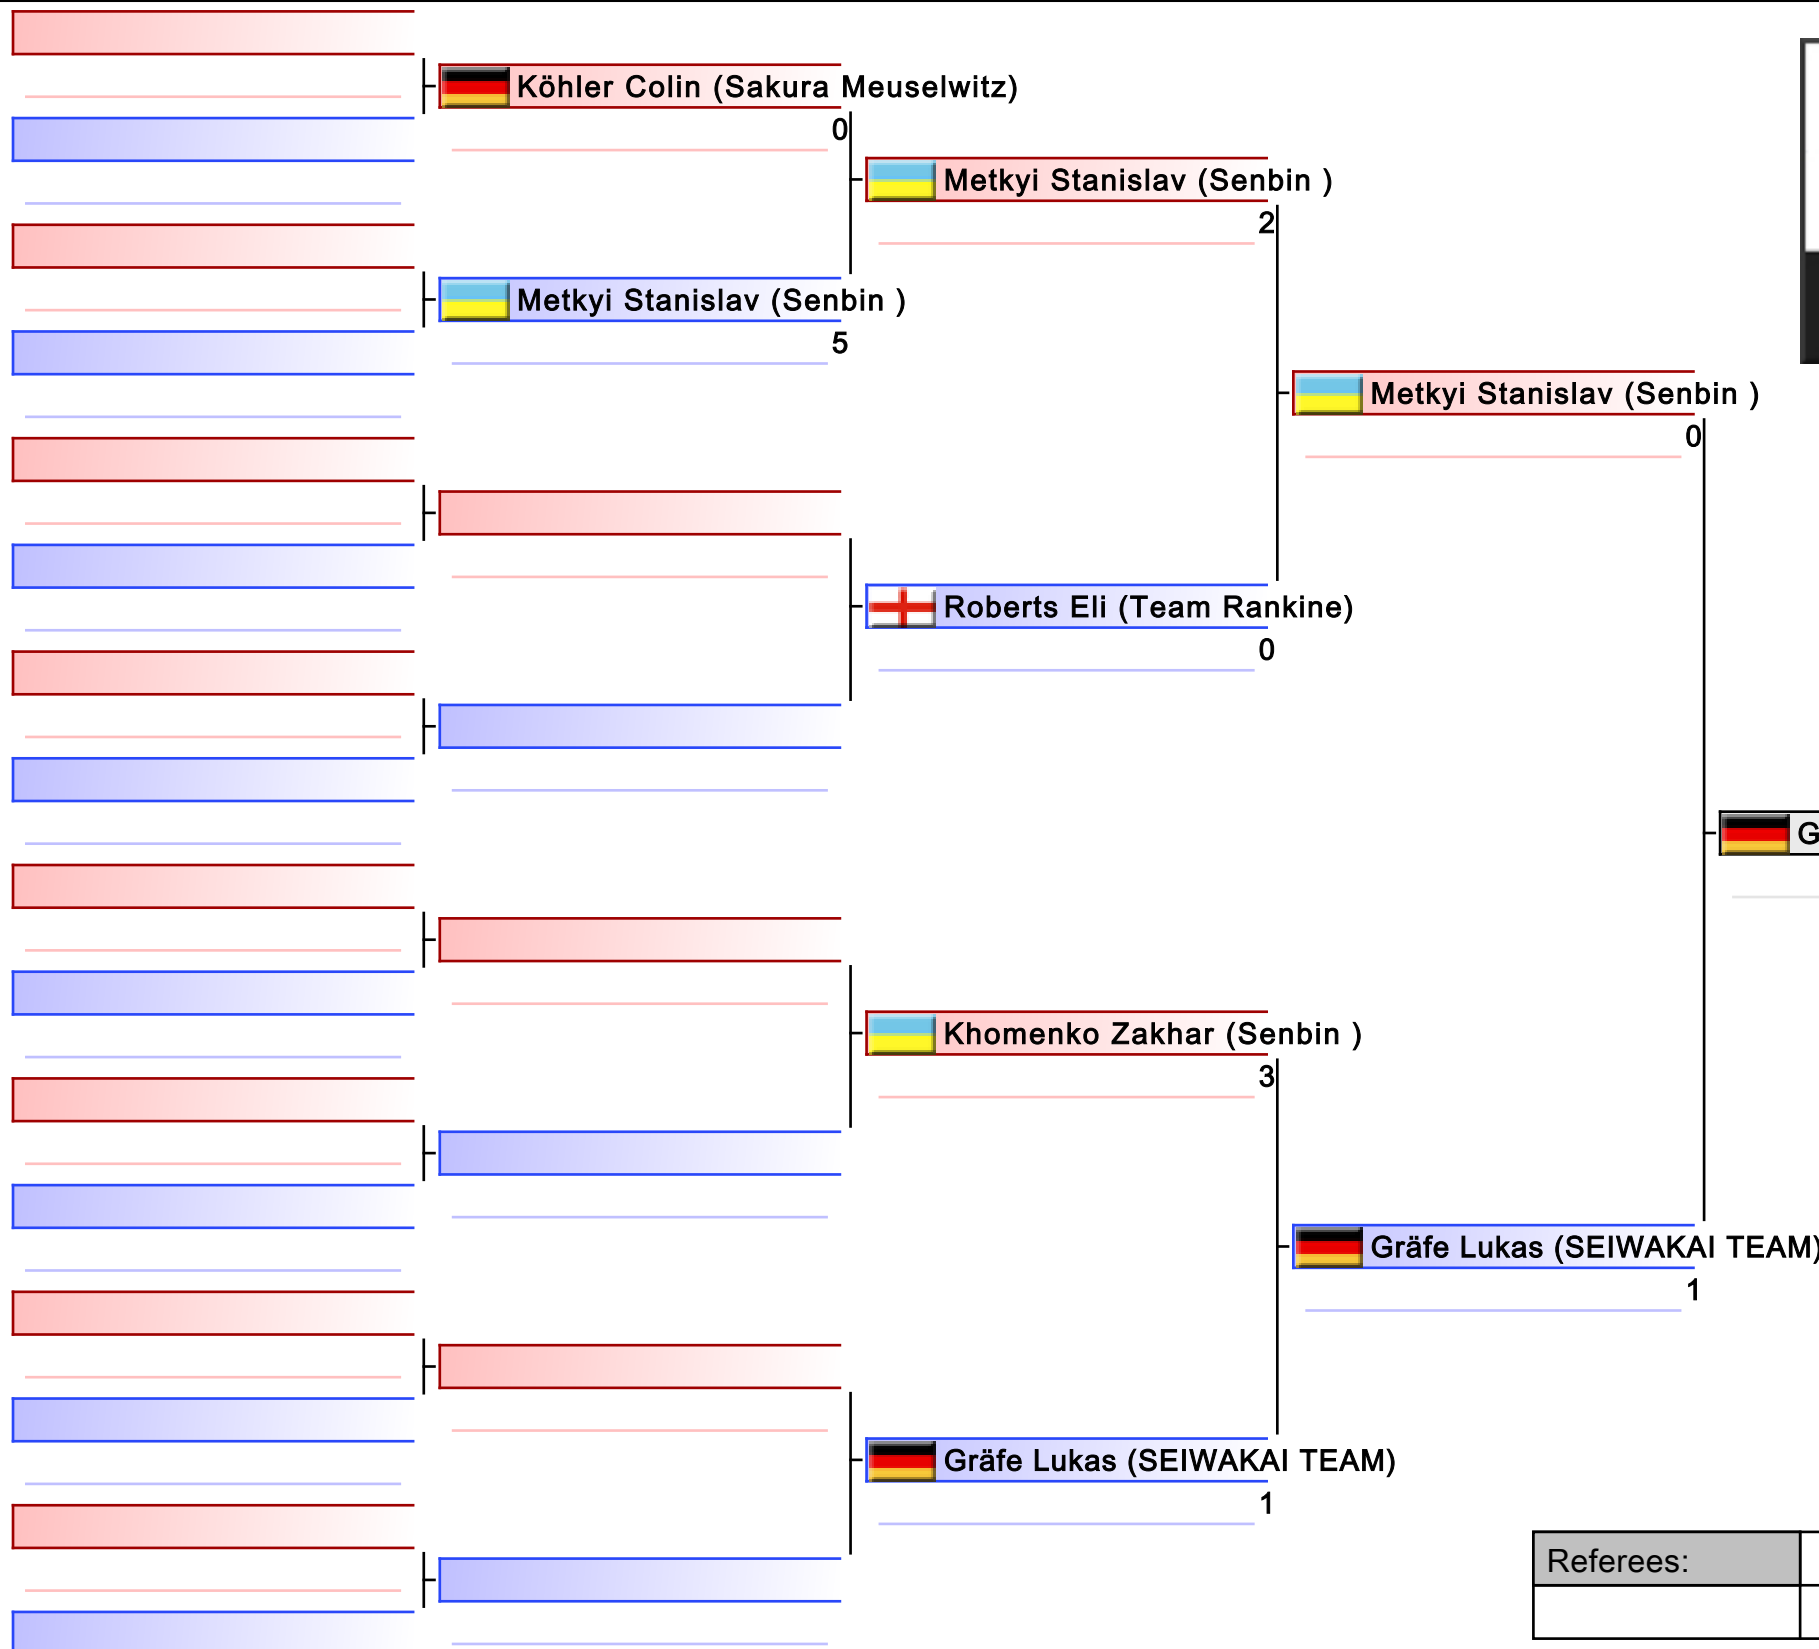 Köhler Colin (Sakura Meuselwitz)
0
Metkyi Stanislav (Senbin )
2
Metkyi Stanislav (Senbin )
5
Metkyi Stanislav (Senbin )
0
Roberts Eli (Team Rankine)
0
G
Khomenko Zakhar (Senbin )
3
Gräfe Lukas (SEIWAKAI TEAM)
1
Gräfe Lukas (SEIWAKAI TEAM)
1
Referees: